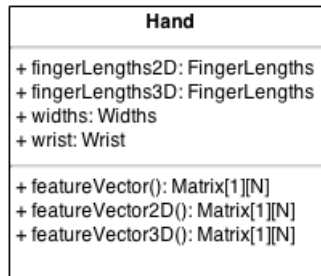 Hand
+ fingerLengths2D: FingerLengths
+ fingerLengths3D: FingerLengths
+ widths: Widths
+ wrist: Wrist
+ featureVector(): Matrix[1][N]
+ featureVector2D(): Matrix[1][N]
+ featureVector3D(): Matrix[1][N]